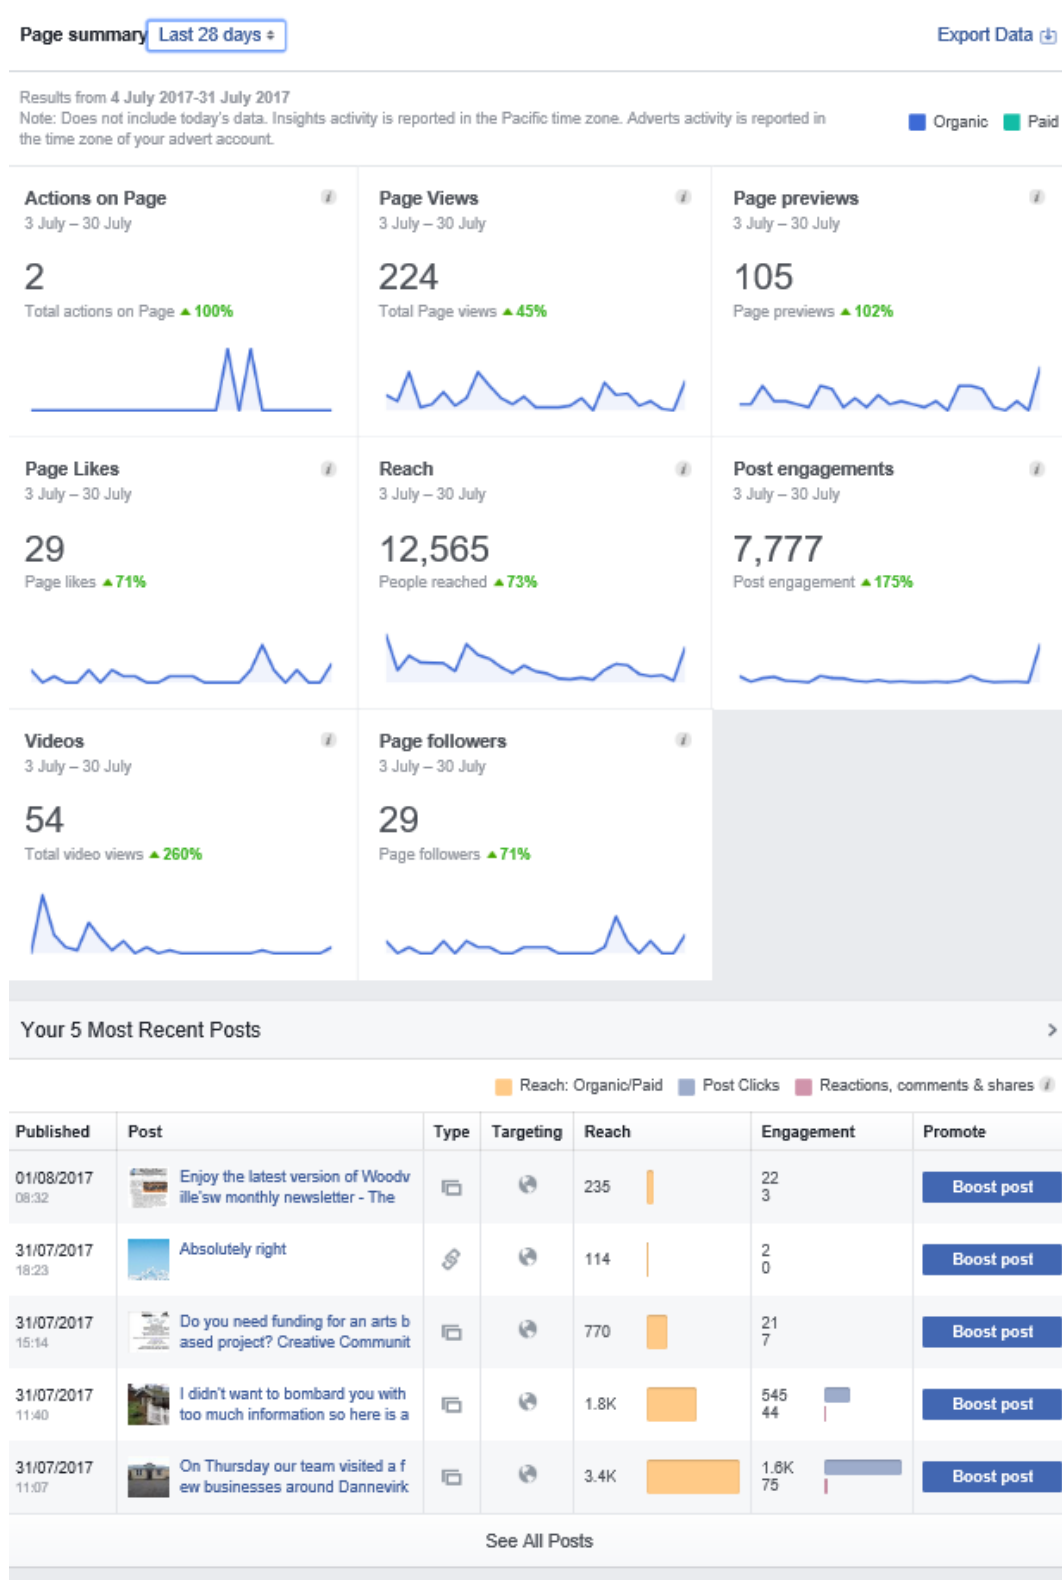 Page summary Last 28 days Export Data
Results from 4 July 2017-31 July 2017
Note: Does not include today's data. Insights activity is reported in the Pacific time zone. Adverts activity is reported in
the time zone of your advert account.
Organic Paid
Actions on Page Page Views Page previews
3 July – 30 July 3 July – 30 July 3 July – 30 July
2 224 105
Total actions on Page 100% Total Page views 45% Page previews 102%
Page Likes Reach Post engagements
3 July – 30 July 3 July – 30 July 3 July – 30 July
29 12,565 7,777
Page likes 71% People reached 73% Post engagement 175%
Videos Page followers
3 July – 30 July 3 July – 30 July
54 29
Total video views 260% Page followers 71%
Your 5 Most Recent Posts
Reach: Organic/Paid Post Clicks Reactions, comments & shares
Published Post Type Targeting Reach Engagement Promote
01/08/2017 Enjoy the latest version of Woodv 235 22 Boost post
08:32 ille'sw monthly newsletter - The 3
31/07/2017 Absolutely right 114 2 Boost post
18:23 0
31/07/2017 Do you need funding for an arts b 770 21 Boost post
15:14 ased project? Creative Communit 7
31/07/2017 I didn't want to bombard you with 1.8K 545 Boost post
11:40 too much information so here is a 44
31/07/2017 On Thursday our team visited a f 3.4K 1.6K Boost post
11:07 ew businesses around Dannevirk 75
See All Posts